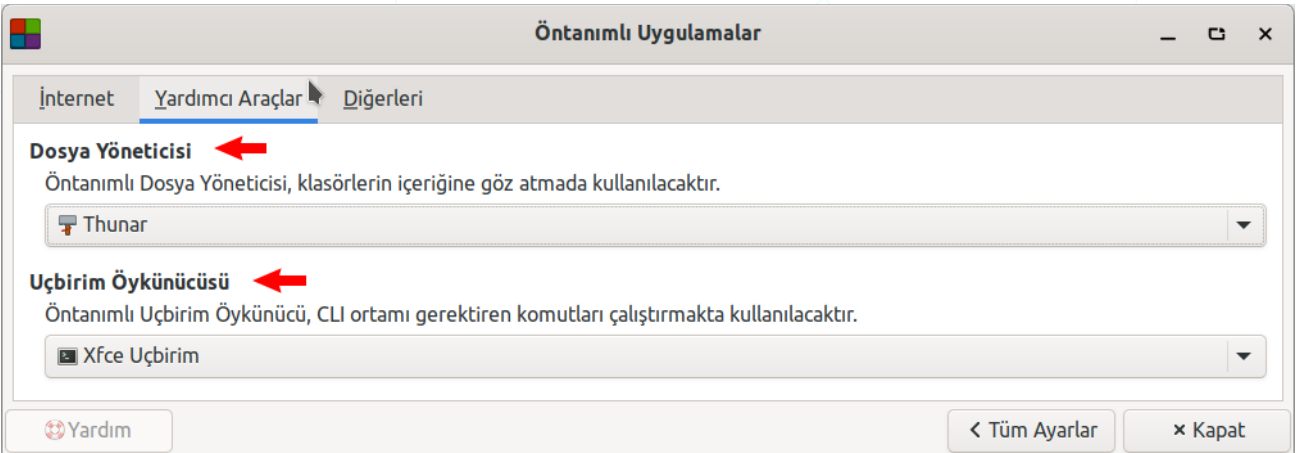 Öntanımlı Uygulamalar
İnternet Yardımcı Araçlar Diğerleri
Dosya Yöneticisi
Öntanımlı Dosya Yöneticisi, klasörlerin içeriğine göz atmada kullanılacaktır.
Thunar
Uçbirim Öykünücüsü
Öntanımlı Uçbirim Öykünücü, CLI ortamı gerektiren komutları çalıştırmakta kullanılacaktır.
Xfce Uçbirim
Yardım Tüm Ayarlar Kapat